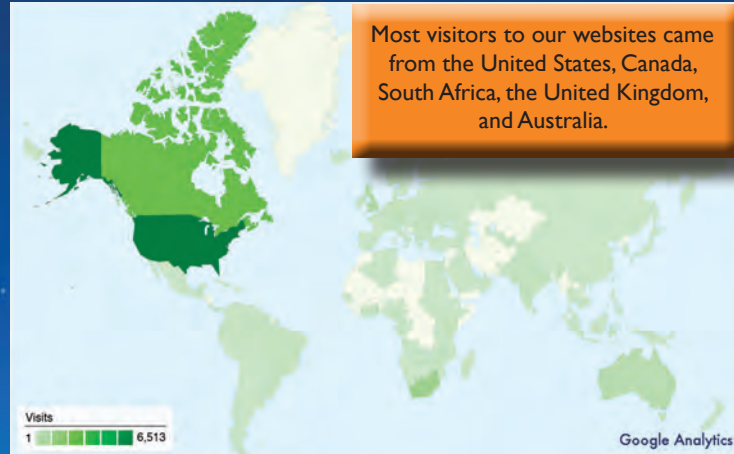 Most visitors to our websites came
from the United States, Canada,
South Africa, the United Kingdom,
and Australia.
Visits
1 6,513
Google Analytics